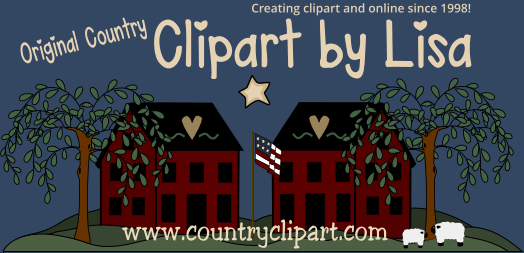 Creating clipart and online since 1998!
Original Country
Clipart by Lisa
www.countryclipart.com